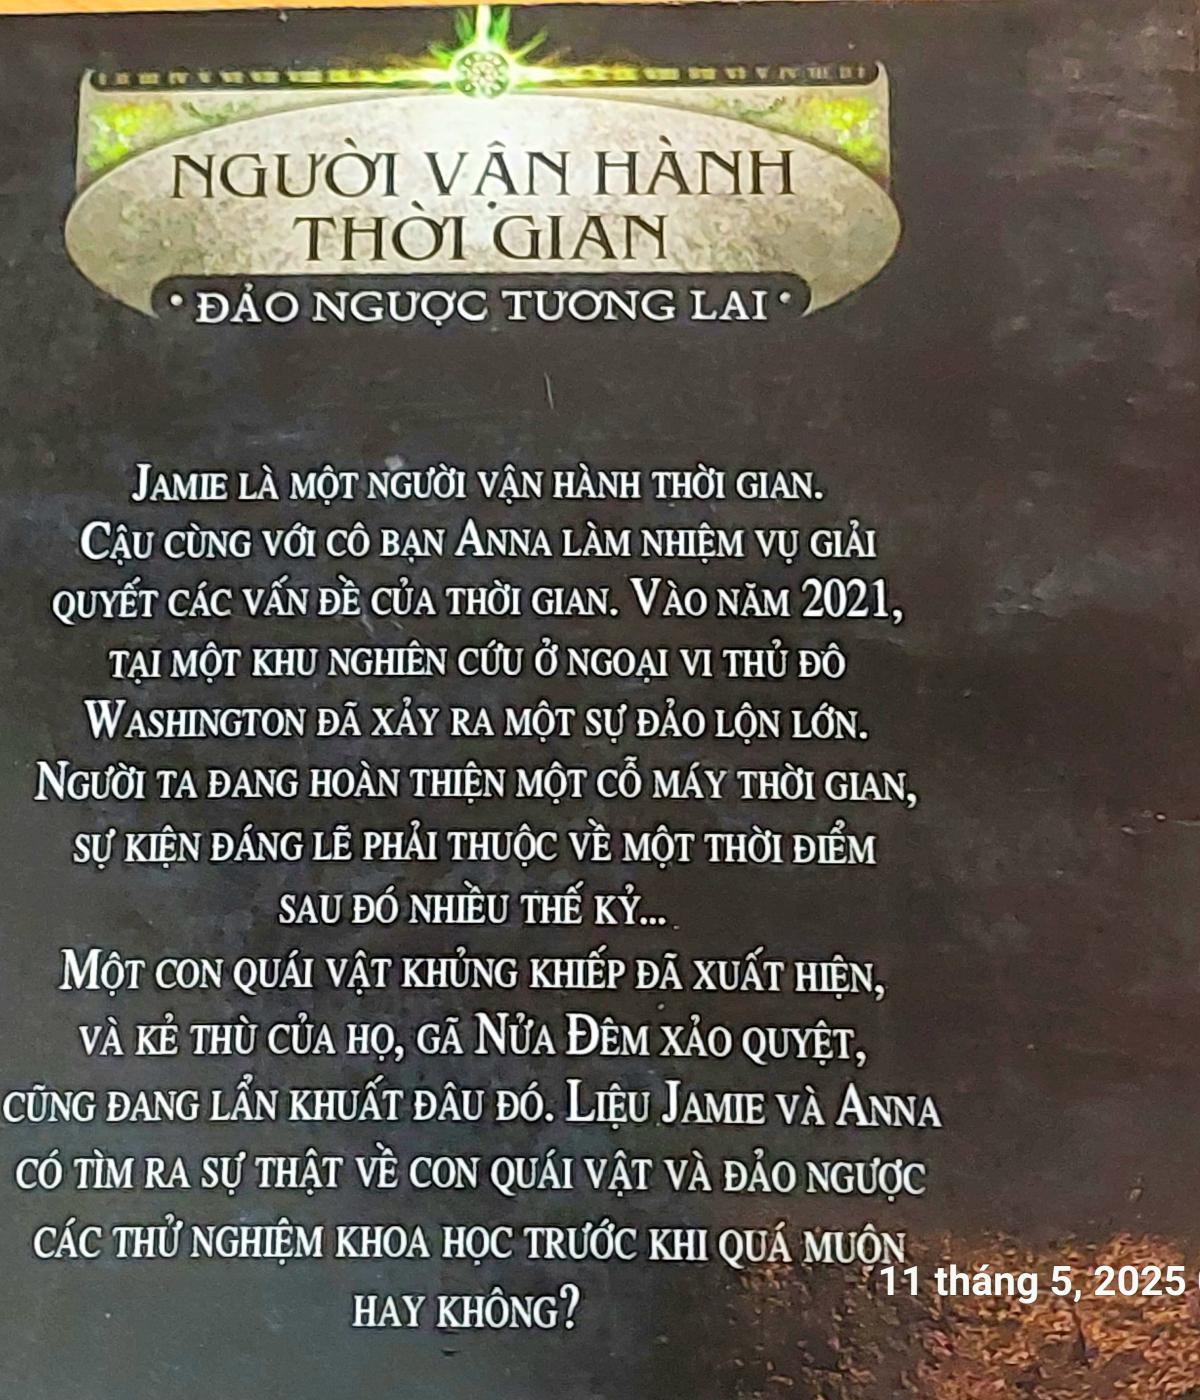 NGƯỜI VẬN HÀNH
THỜI GIAN
• ĐẢO NGƯỢC TƯƠNG LAI •
JAMIE LÀ MỘT NGƯỜI VẬN HÀNH THỜI GIAN.
CẬU CÙNG VỚI CÔ BẠN ANNA LÀM NHIỆM VỤ GIẢI
QUYẾT CÁC VẤN ĐỀ CỦA THỜI GIAN. VÀO NĂM 2021,
TẠI MỘT KHU NGHIÊN CỨU Ở NGOẠI VI THỦ ĐÔ
WASHINGTON ĐÃ XẢY RA MỘT SỰ ĐẢO LỘN LỚN.
NGƯỜI TA ĐANG HOÀN THIỆN MỘT CỖ MÁY THỜI GIAN,
SỰ KIỆN ĐÁNG LẼ PHẢI THUỘC VỀ MỘT THỜI ĐIỂM
SAU ĐÓ NHIỀU THẾ KỶ...
MỘT CON QUÁI VẬT KHỦNG KHIẾP ĐÃ XUẤT HIỆN,
VÀ KẺ THÙ CỦA HỌ, GÃ NỬA ĐÊM XẢO QUYỆT,
CŨNG ĐANG LẨN KHUẤT ĐÂU ĐÓ. LIỆU JAMIE VÀ ANNA
CÓ TÌM RA SỰ THẬT VỀ CON QUÁI VẬT VÀ ĐẢO NGƯỢC
CÁC THỬ NGHIỆM KHOA HỌC TRƯỚC KHI QUÁ MUỘN
HAY KHÔNG?
11 tháng 5, 2025